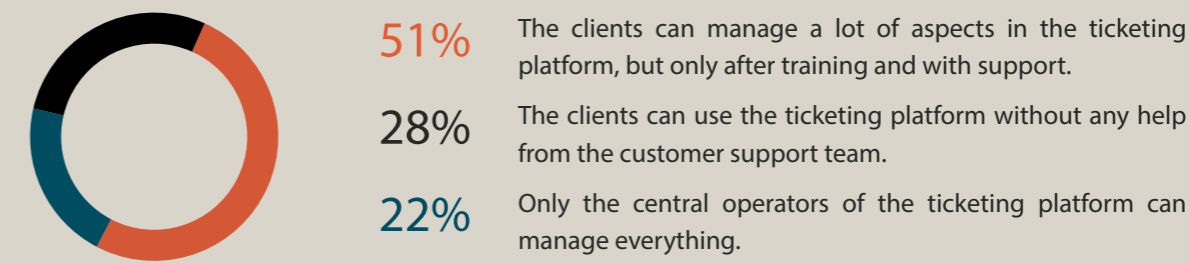 51%
The clients can manage a lot of aspects in the ticketing
platform, but only after training and with support.
28%
The clients can use the ticketing platform without any help
from the customer support team.
22%
Only the central operators of the ticketing platform can
manage everything.